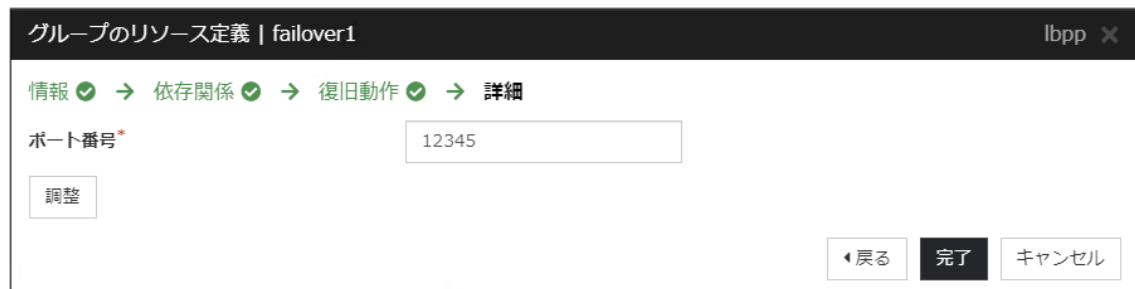 グループのリソース定義 | failover1 lbpp ×
情報 → 依存関係 → 復旧動作 → 詳細
ポート番号* 12345
調整
戻る 完了 キャンセル